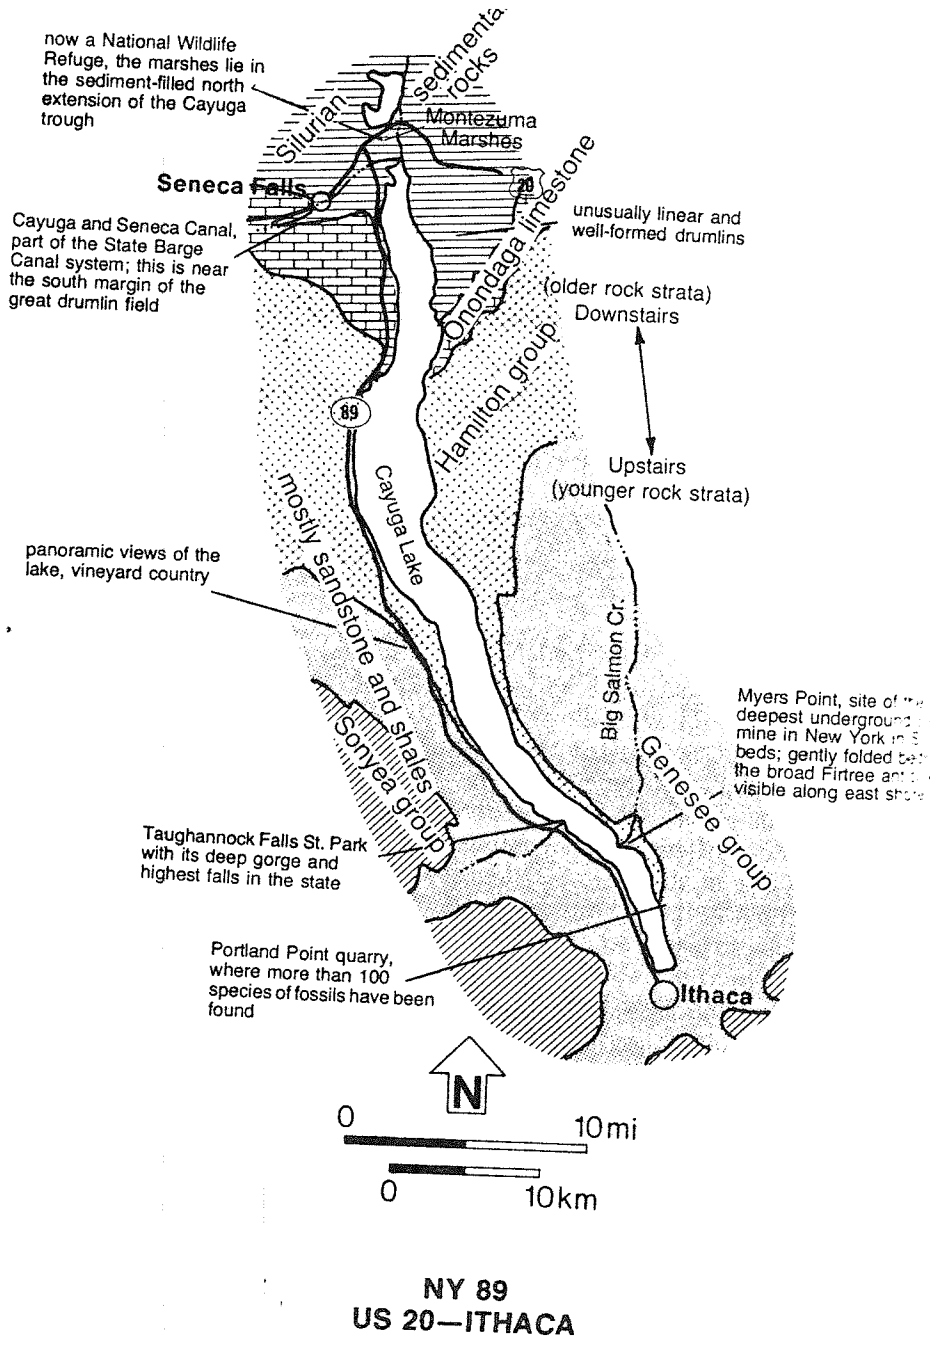 now a National Wildlife
Refuge, the marshes lie in
the sediment-filled north
extension of the Cayuga
trough
Silurian
sedimenta
rocks
Montezuma
Marshes
Seneca Falls
20
Cayuga and Seneca Canal,
part of the State Barge
Canal system; this is near
the south margin of the
great drumlin field
Onondaga limestone
unusually linear and
well-formed drumlins
(older rock strata)
Downstairs
Hamilton group
89
Upstairs
(younger rock strata)
Cayuga Lake
mostly sandstone and shales
panoramic views of the
lake, vineyard country
Big Salmon Cr.
Sonyea group
Genesee group
Myers Point, site of
deepest underground
mine in New York
beds; gently folded
the broad Firtree
visible along east
Taughannock Falls St. Park
with its deep gorge and
highest falls in the state
Portland Point quarry,
where more than 100
species of fossils have been
found
Ithaca
N
0 10 mi
0 10 km
NY 89
US 20—ITHACA